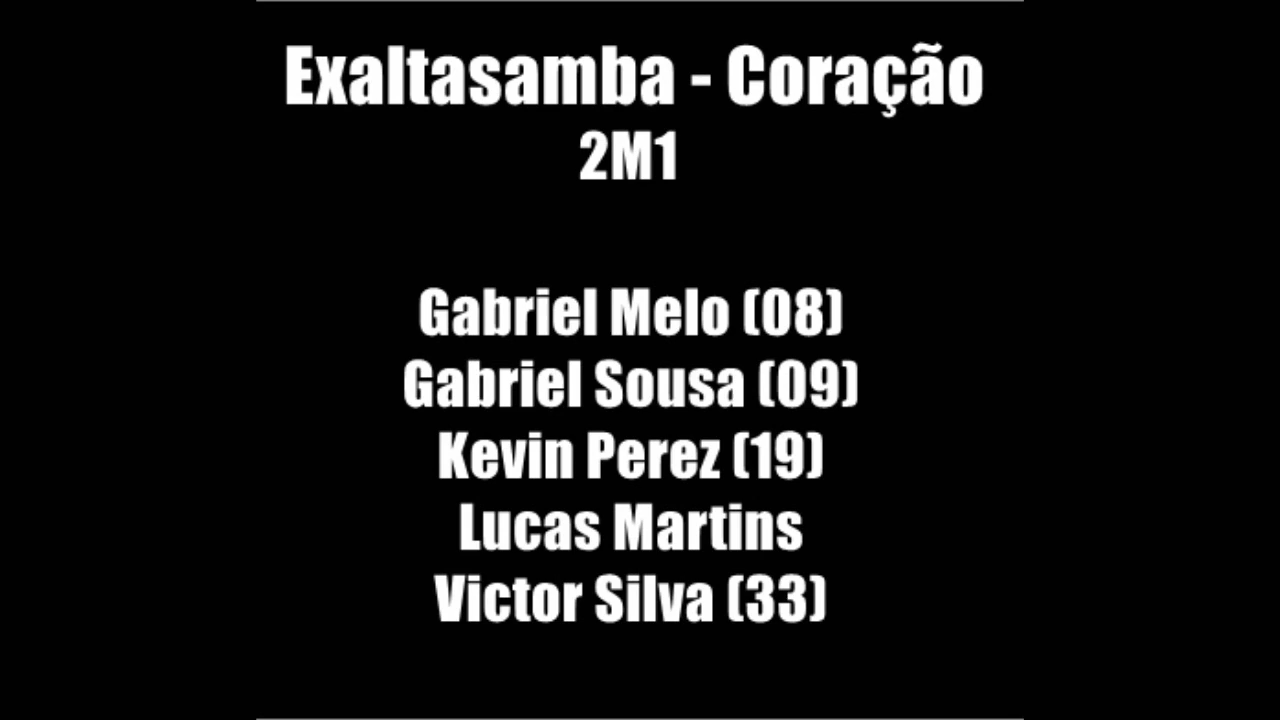 Exaltasamba - Coração
2M1
Gabriel Melo (08)
Gabriel Sousa (09)
Kevin Perez (19)
Lucas Martins
Victor Silva (33)